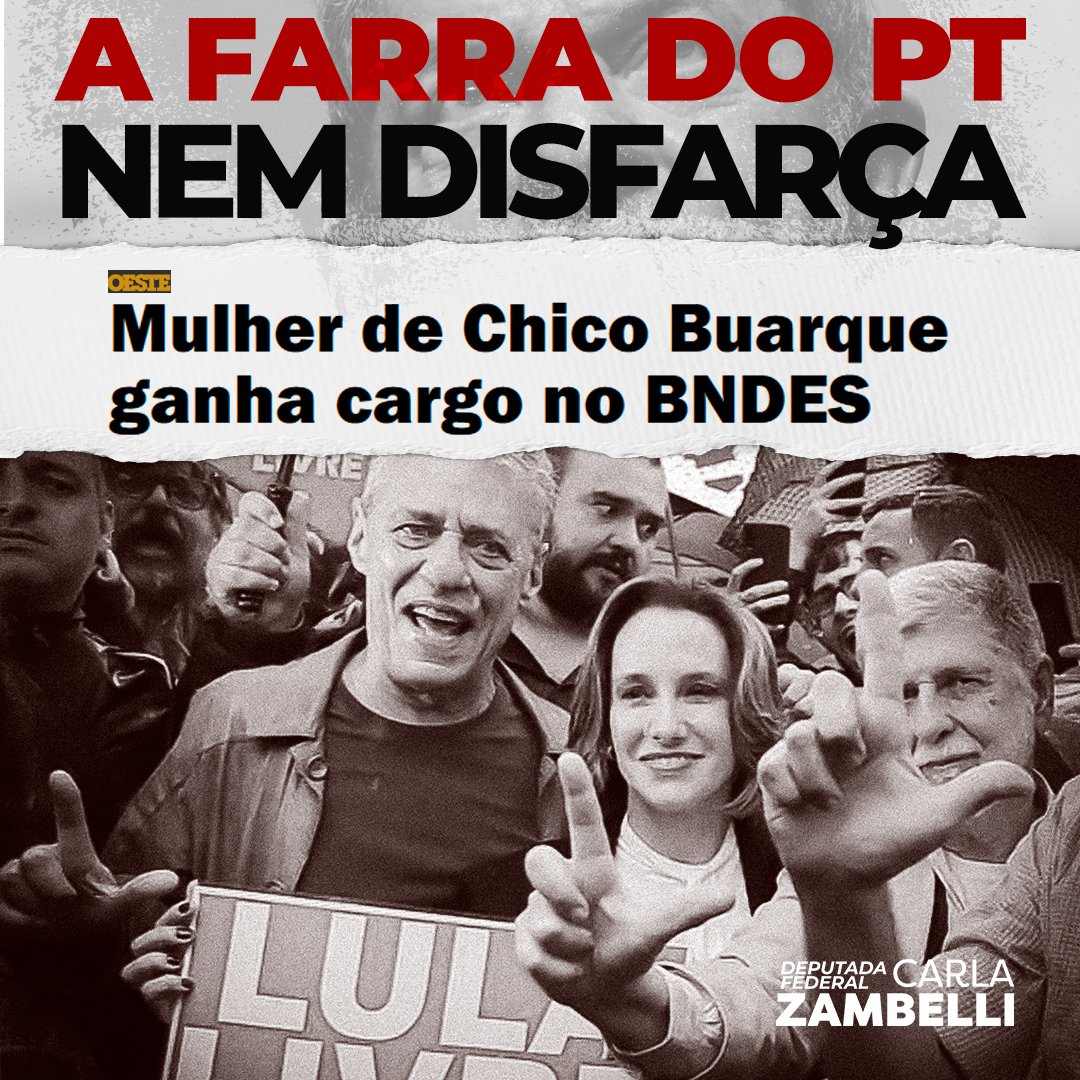 A FARRA DO PT
NEM DISFARÇA
OESTE
Mulher de Chico Buarque
ganha cargo no BNDES
LIVRE
LULA
LIVRE
DEPUTADA
FEDERAL CARLA
ZAMBELLI